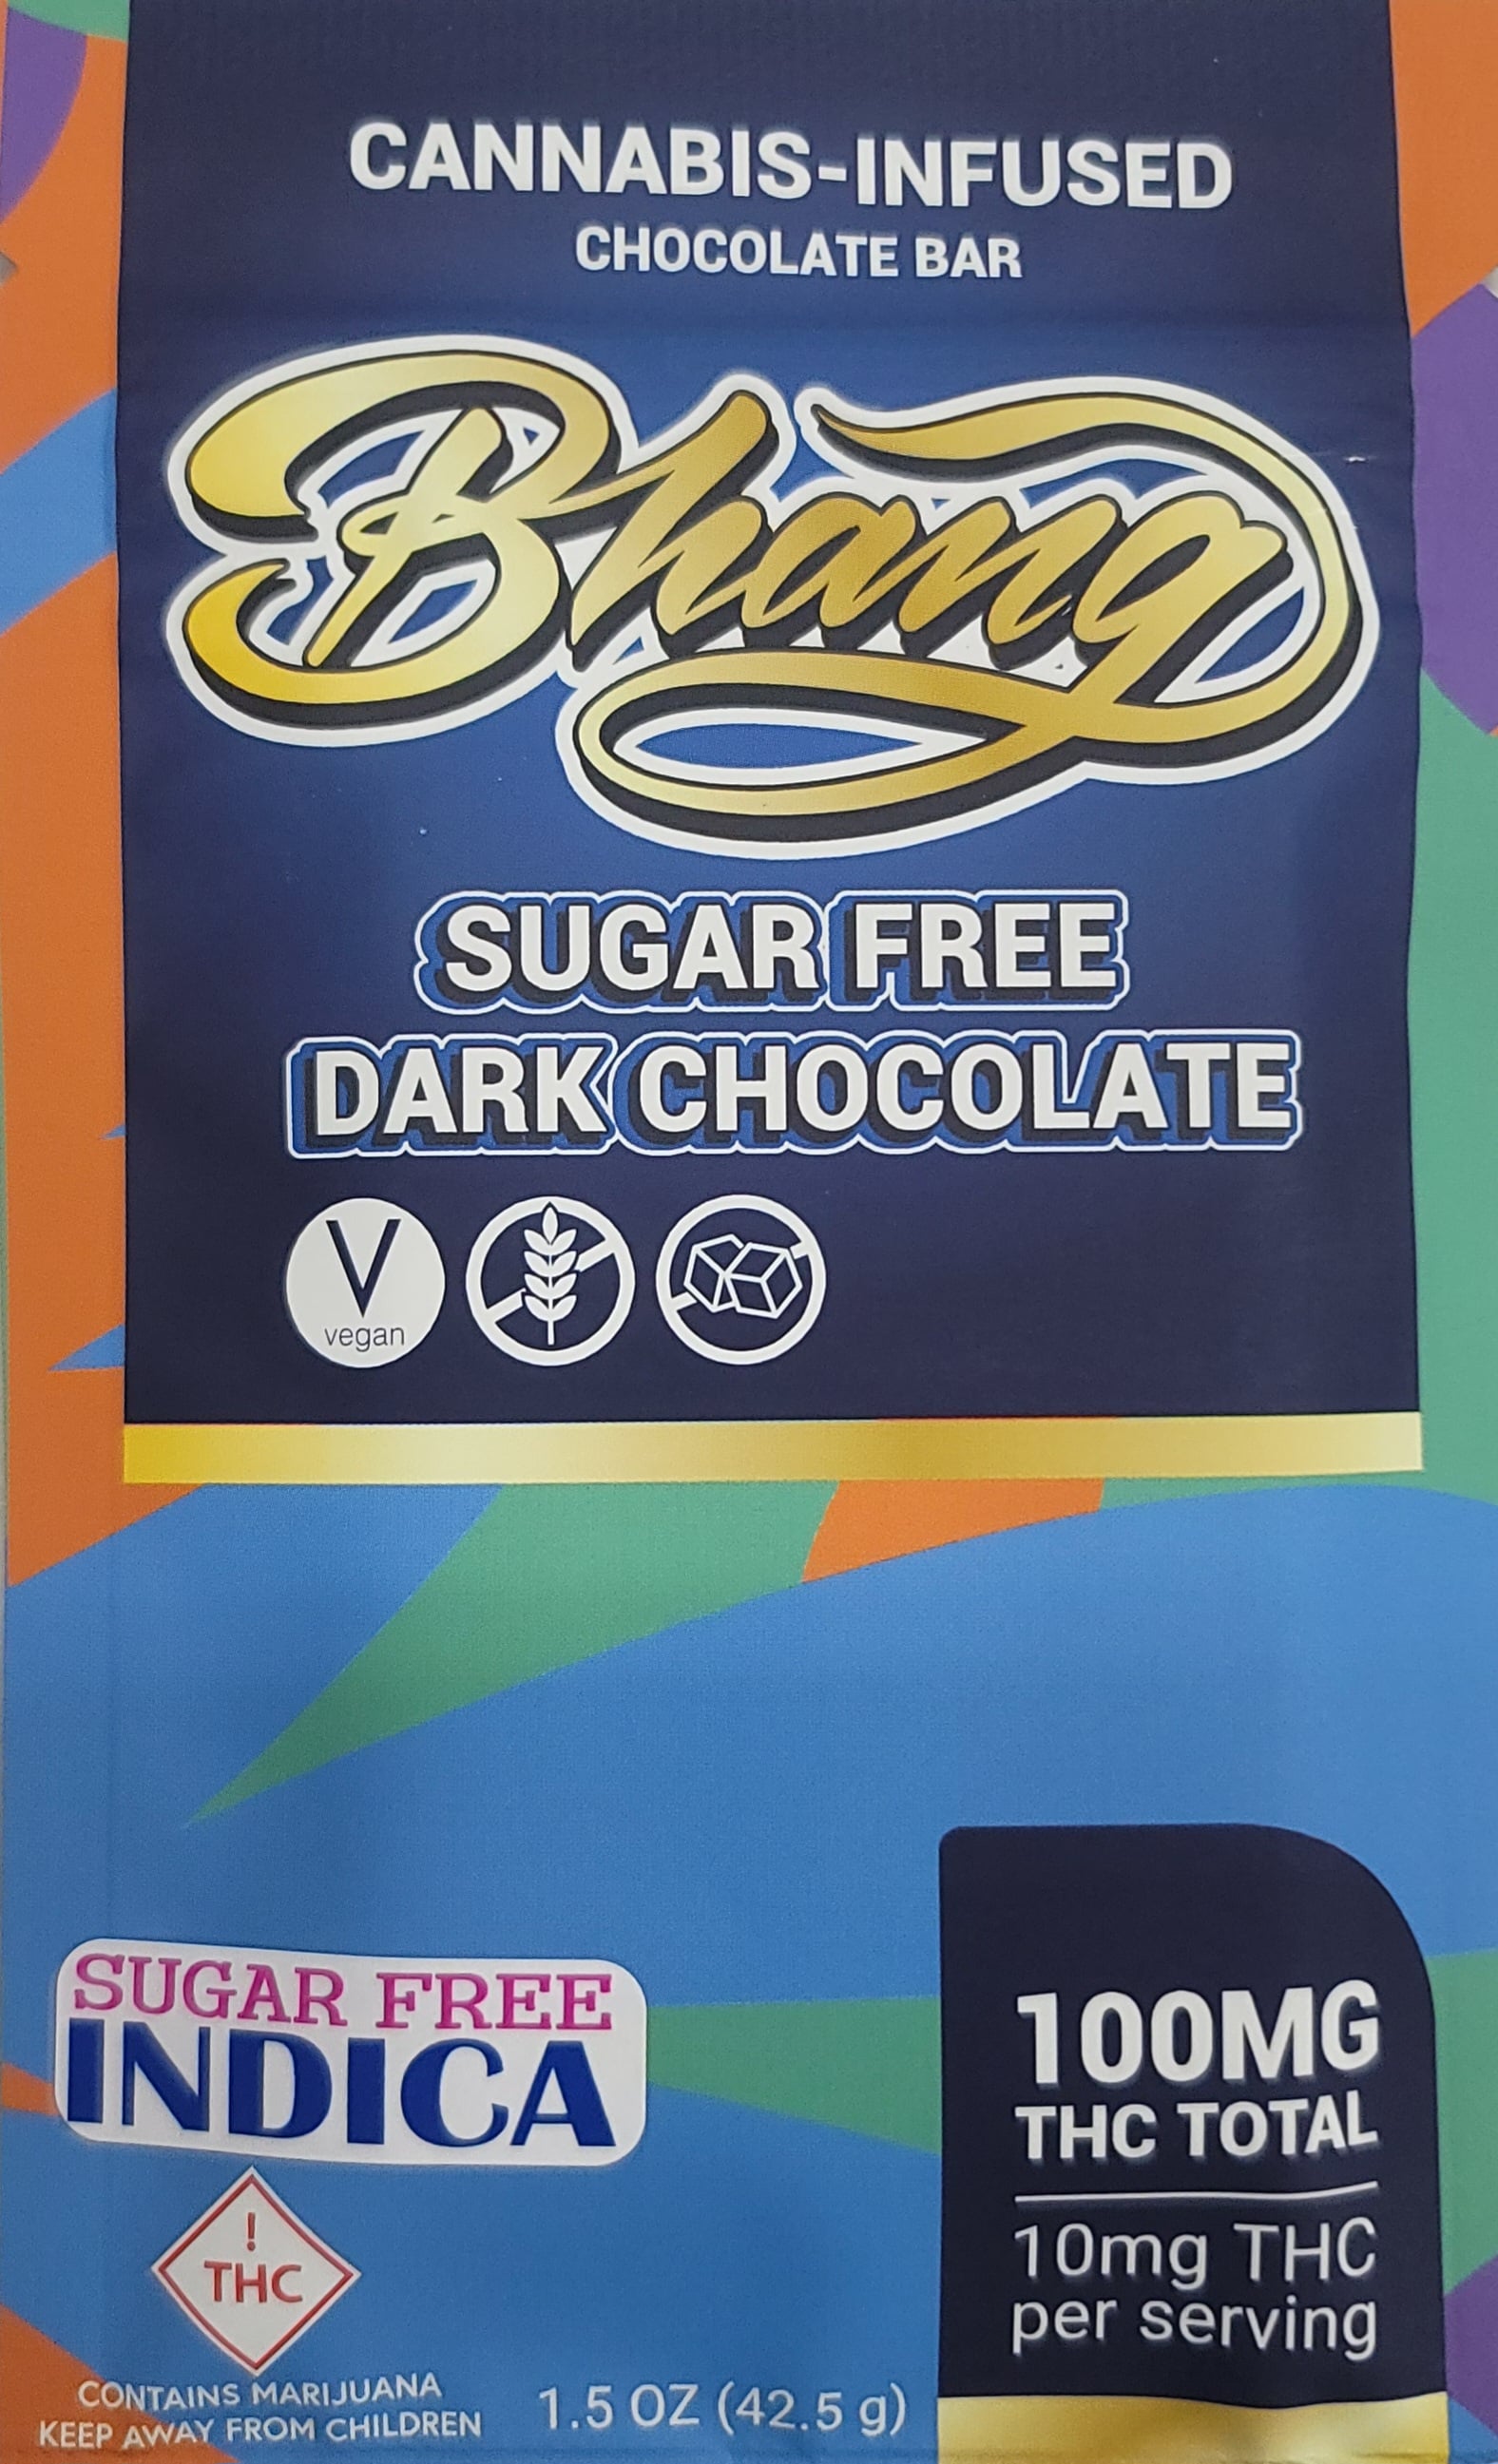 CANNABIS-INFUSED
CHOCOLATE BAR
Bhang
SUGAR FREE
DARK CHOCOLATE
V
vegan
SUGAR FREE
INDICA
!
THC
CONTAINS MARIJUANA
KEEP AWAY FROM CHILDREN
1.5 OZ (42.5 g)
100MG
THC TOTAL
10mg THC
per serving